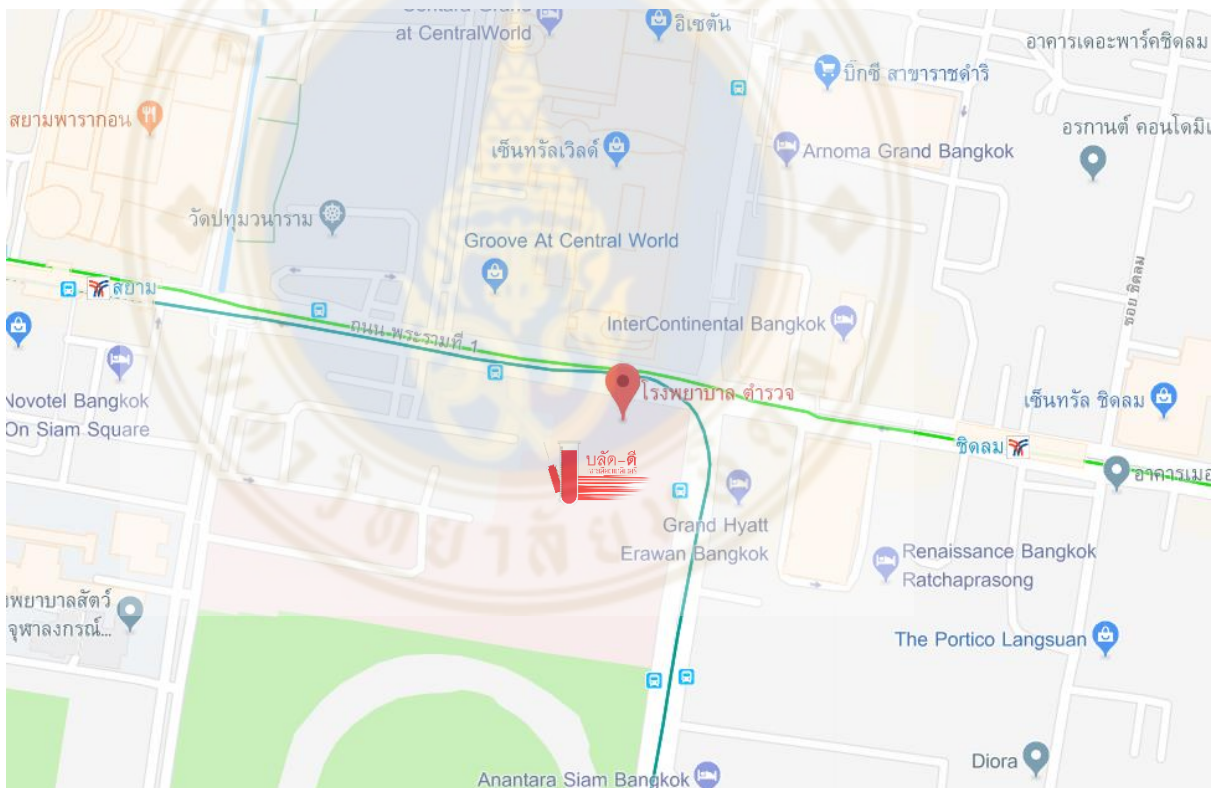 at CentralWorld
อิเซตัน
อาคารเดอะพาร์คชิดลม
บิ๊กซี สาขาราชดำริ
สยามพารากอน
เซ็นทรัลเวิลด์
Arnoma Grand Bangkok
อรกานต์ คอนโดมิเ
วัดปทุมวนาราม
Groove At Central World
สยาม
ถนน พระรามที่ 1
InterContinental Bangkok
ซอย ชิดลม
โรงพยาบาล ตำรวจ
Novotel Bangkok
On Siam Square
เซ็นทรัล ชิดลม
ชิดลม
บลัด-ดี
อาคารเมอ
Grand Hyatt
Erawan Bangkok
Renaissance Bangkok
Ratchaprasong
พยาบาลสัตว์
จุฬาลงกรณ์...
The Portico Langsuan
Diora
Anantara Siam Bangkok